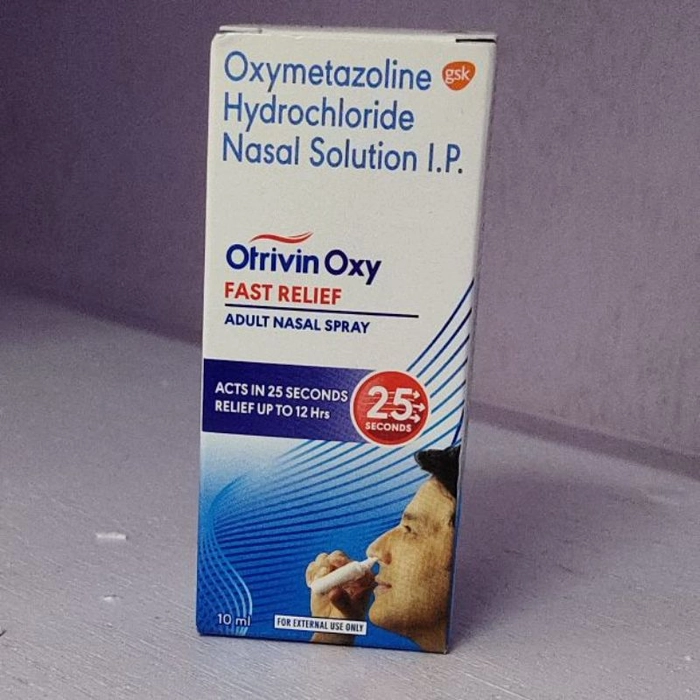 Oxymetazoline gsk
Hydrochloride
Nasal Solution I.P.
Otrivin Oxy
FAST RELIEF
ADULT NASAL SPRAY
ACTS IN 25 SECONDS
RELIEF UP TO 12 Hrs
25
SECONDS
10 ml
FOR EXTERNAL USE ONLY